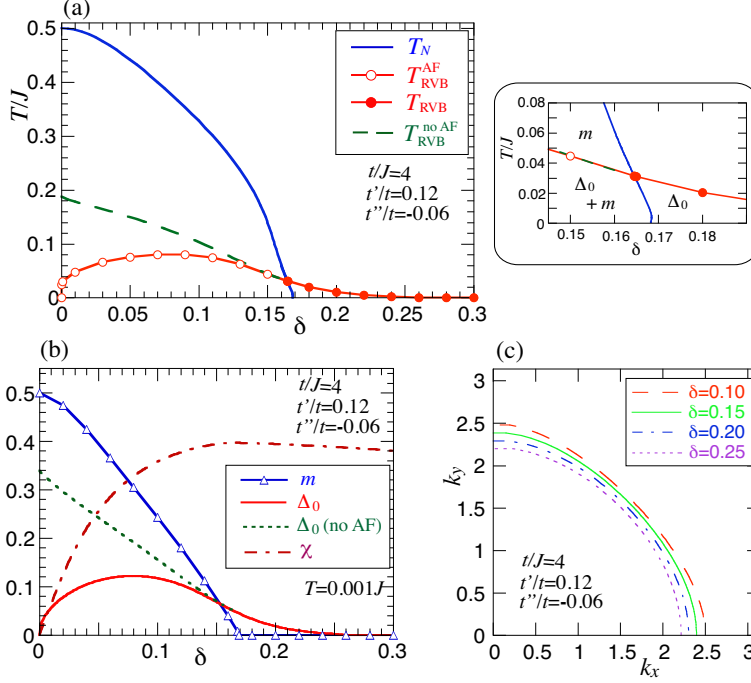 (a)
T/J
0.5
0.4
0.3
0.2
0.1
0
0
0.05
0.1
0.15
0.2
0.25
0.3
δ
T_N
T_RVB^AF
T_RVB
T_RVB^no AF
t/J=4
t'/t=0.12
t''/t=-0.06
T/J
0.08
0.06
0.04
0.02
0
0.15
0.16
0.17
0.18
δ
m
Δ0
+ m
Δ0
(b)
0.5
0.4
0.3
0.2
0.1
0
0
0.1
0.2
0.3
δ
t/J=4
t'/t=0.12
t''/t=-0.06
m
Δ0
Δ0 (no AF)
χ
T=0.001J
(c)
k_y
3
2.5
2
1.5
1
0.5
0
0
0.5
1
1.5
2
2.5
3
k_x
δ=0.10
δ=0.15
δ=0.20
δ=0.25
t/J=4
t'/t=0.12
t''/t=-0.06